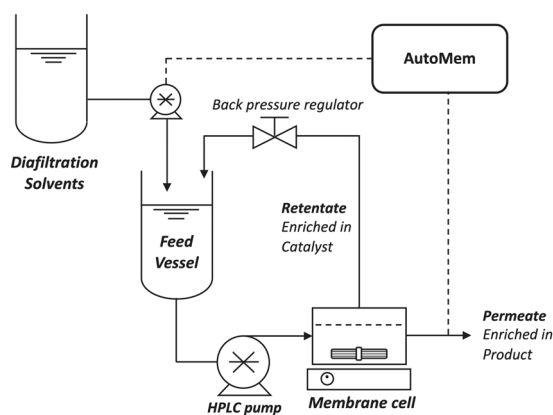 AutoMem
Back pressure regulator
Diafiltration
Solvents
Retentate
Enriched in
Catalyst
Feed
Vessel
Permeate
Enriched in
Product
HPLC pump
Membrane cell